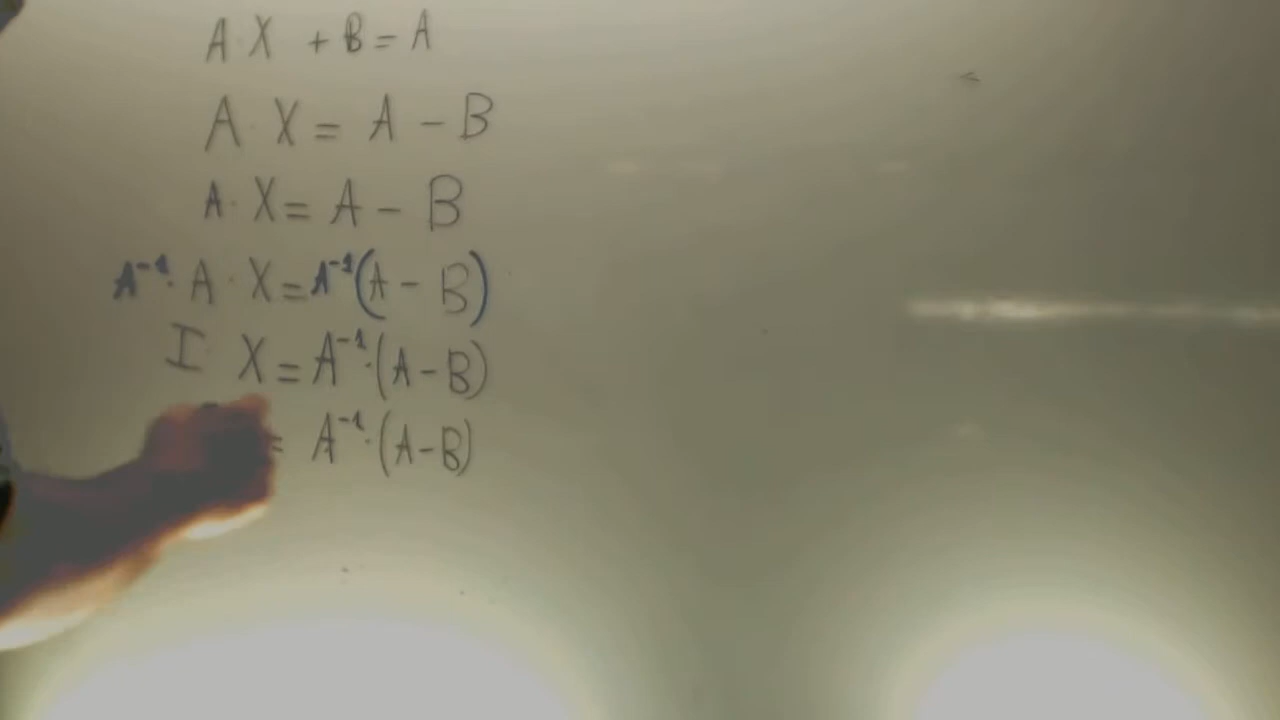 A·X + B = A
A·X = A - B
A·X = A - B
A⁻¹·A·X = A⁻¹(A - B)
I X = A⁻¹·(A - B)
= A⁻¹·(A - B)